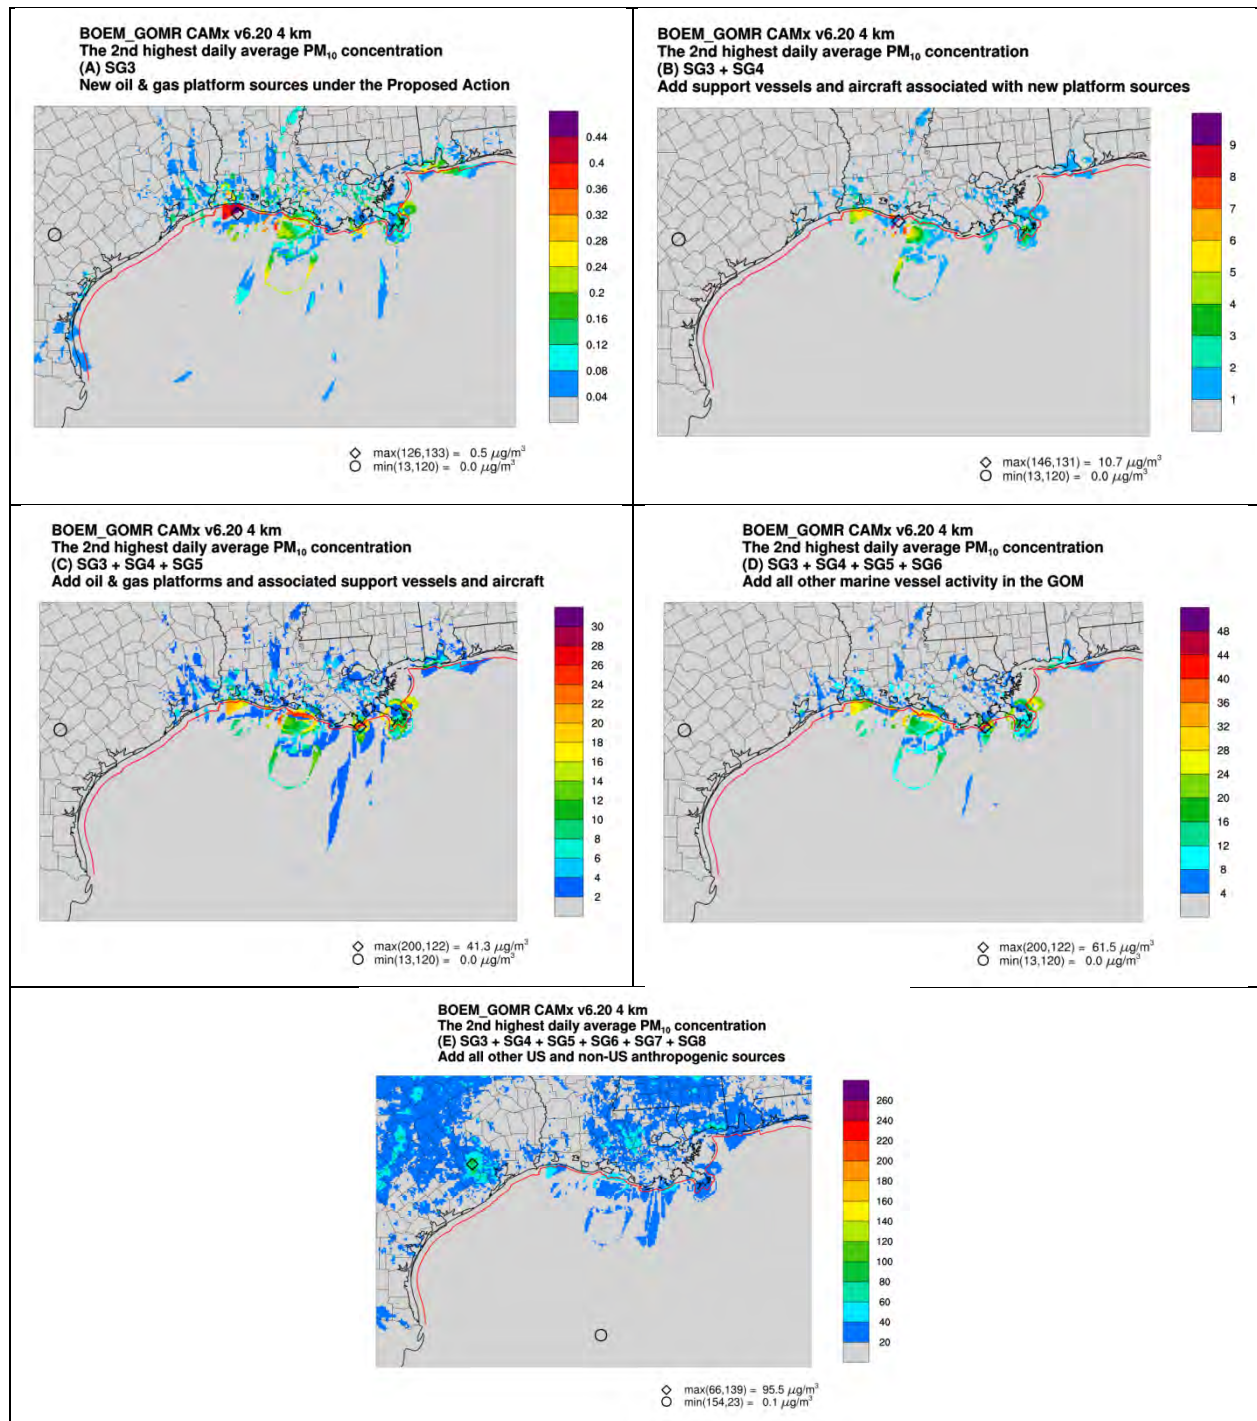 BOEM_GOMR CAMx v6.20 4 km
The 2nd highest daily average PM₁₀ concentration
(A) SG3
New oil & gas platform sources under the Proposed Action
0.44
0.4
0.36
0.32
0.28
0.24
0.2
0.16
0.12
0.08
0.04
max(126,133) = 0.5 μg/m³
min(13,120) = 0.0 μg/m³
BOEM_GOMR CAMx v6.20 4 km
The 2nd highest daily average PM₁₀ concentration
(B) SG3 + SG4
Add support vessels and aircraft associated with new platform sources
9
8
7
6
5
4
3
2
1
max(146,131) = 10.7 μg/m³
min(13,120) = 0.0 μg/m³
BOEM_GOMR CAMx v6.20 4 km
The 2nd highest daily average PM₁₀ concentration
(C) SG3 + SG4 + SG5
Add oil & gas platforms and associated support vessels and aircraft
30
28
26
24
22
20
18
16
14
12
10
8
6
4
2
max(200,122) = 41.3 μg/m³
min(13,120) = 0.0 μg/m³
BOEM_GOMR CAMx v6.20 4 km
The 2nd highest daily average PM₁₀ concentration
(D) SG3 + SG4 + SG5 + SG6
Add all other marine vessel activity in the GOM
48
44
40
36
32
28
24
20
16
12
8
4
max(200,122) = 61.5 μg/m³
min(13,120) = 0.0 μg/m³
BOEM_GOMR CAMx v6.20 4 km
The 2nd highest daily average PM₁₀ concentration
(E) SG3 + SG4 + SG5 + SG6 + SG7 + SG8
Add all other US and non-US anthropogenic sources
260
240
220
200
180
160
140
120
100
80
60
40
20
max(66,139) = 95.5 μg/m³
min(154,23) = 0.1 μg/m³